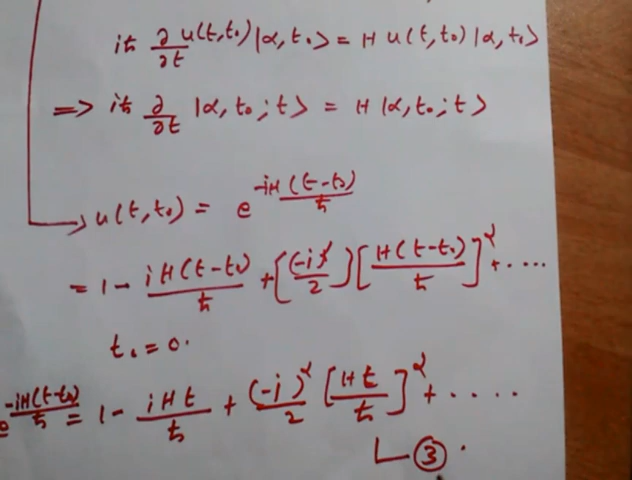 iħ ∂/∂t u(t,t₀)|α,t₀> = H u(t,t₀)|α,t₀>
=> iħ ∂/∂t |α,t₀;t> = H|α,t₀;t>
u(t,t₀) = e^(-iH(t-t₀)/ħ)
= 1 - iH(t-t₀)/ħ + [(-i)²/2][H(t-t₀)/ħ]² + ....
t₀ = 0.
e^(-iH(t-t₀)/ħ) = 1 - iHt/ħ + (-i)²/2 [Ht/ħ]² + .....
③.